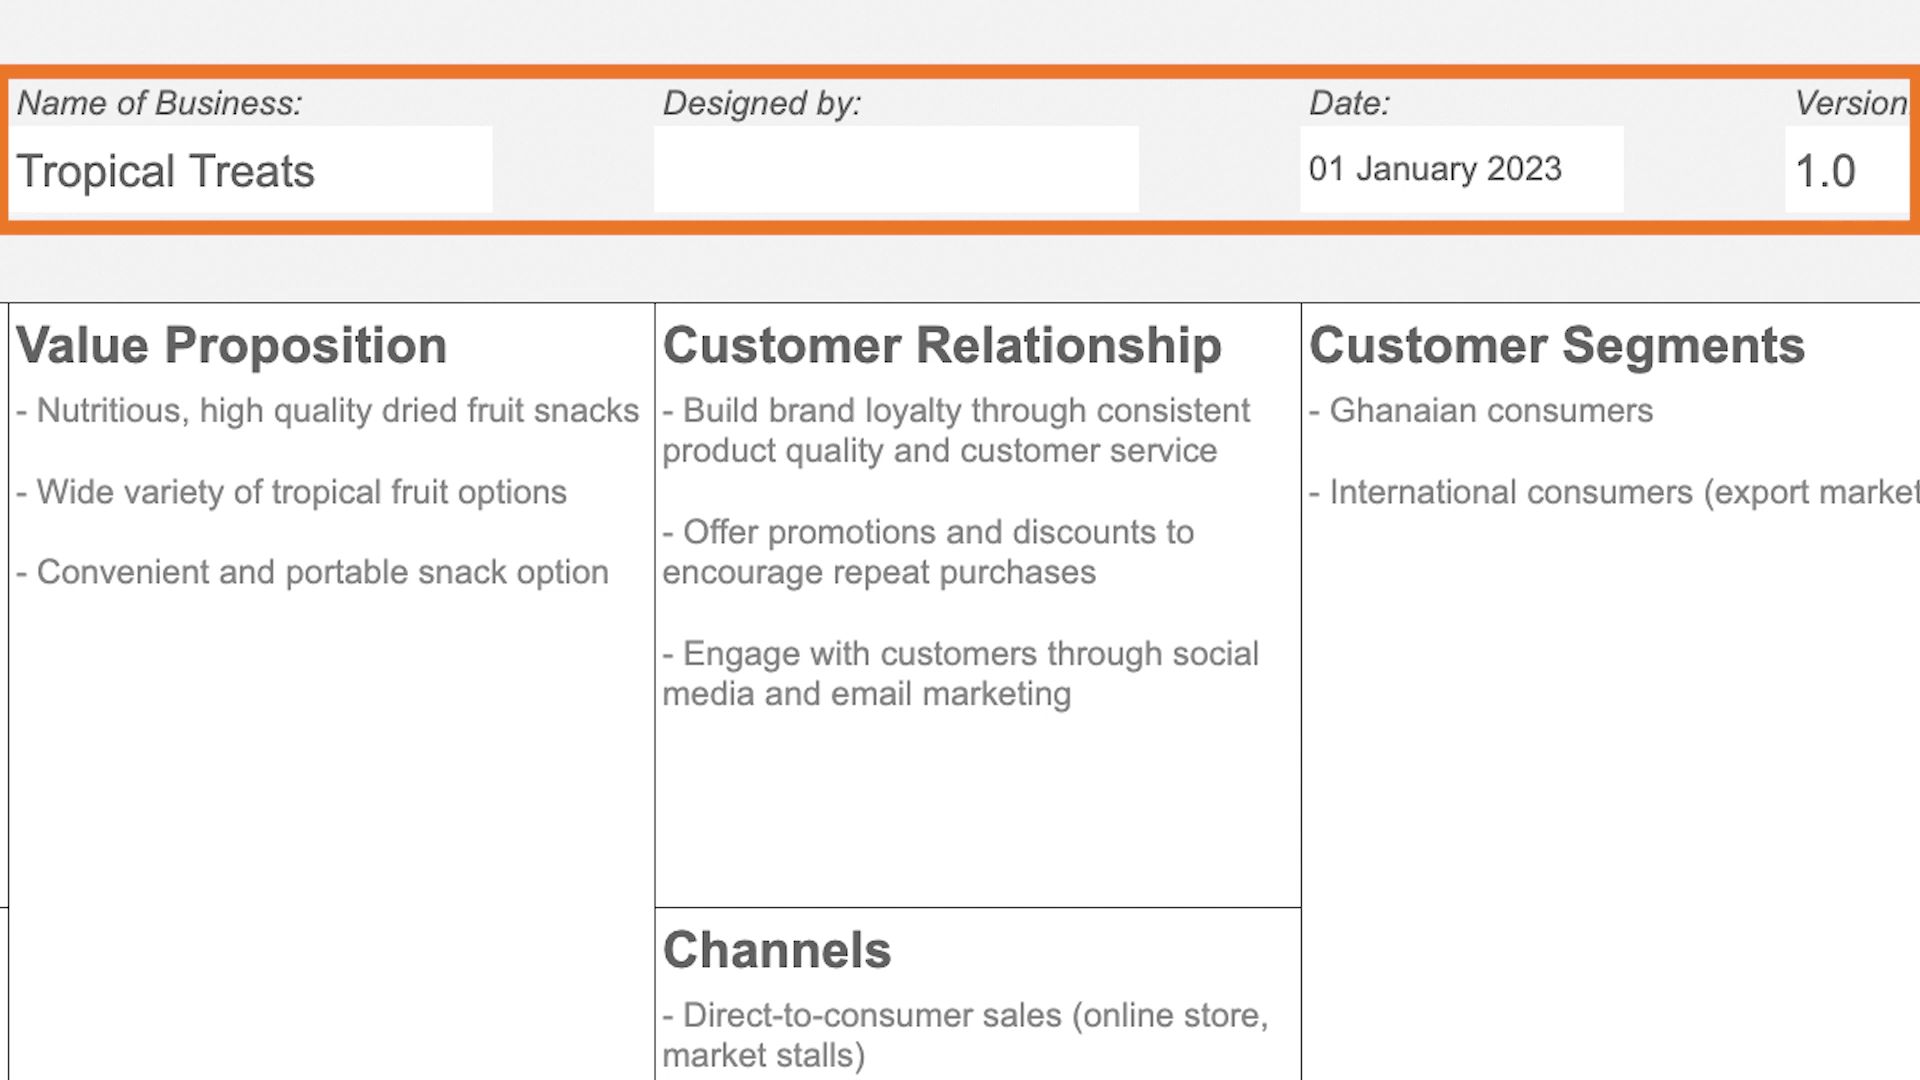 Name of Business:
Designed by:
Date:
Version
Tropical Treats
01 January 2023
1.0
Value Proposition
- Nutritious, high quality dried fruit snacks
- Wide variety of tropical fruit options
- Convenient and portable snack option
Customer Relationship
- Build brand loyalty through consistent
product quality and customer service
- Offer promotions and discounts to
encourage repeat purchases
- Engage with customers through social
media and email marketing
Channels
- Direct-to-consumer sales (online store,
market stalls)
Customer Segments
- Ghanaian consumers
- International consumers (export market